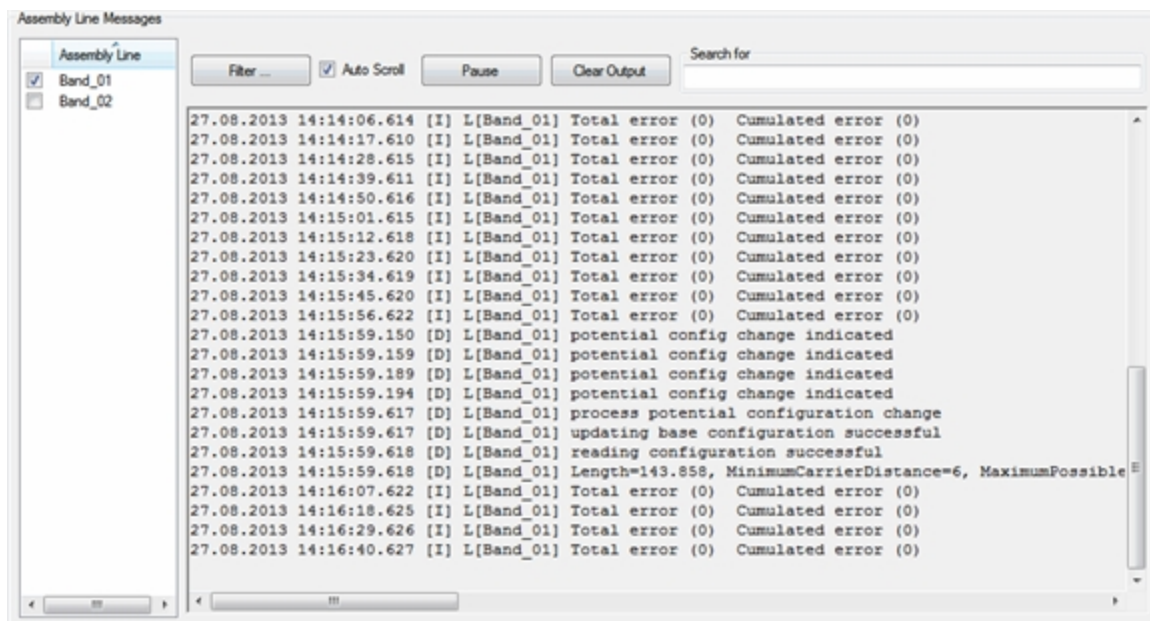 Assembly Line Messages
Assembly Line
Band_01
Band_02
Filter ...
Auto Scroll
Pause
Clear Output
Search for
27.08.2013 14:14:06.614 [I] L[Band_01] Total error (0) Cumulated error (0)
27.08.2013 14:14:17.610 [I] L[Band_01] Total error (0) Cumulated error (0)
27.08.2013 14:14:28.615 [I] L[Band_01] Total error (0) Cumulated error (0)
27.08.2013 14:14:39.611 [I] L[Band_01] Total error (0) Cumulated error (0)
27.08.2013 14:14:50.616 [I] L[Band_01] Total error (0) Cumulated error (0)
27.08.2013 14:15:01.615 [I] L[Band_01] Total error (0) Cumulated error (0)
27.08.2013 14:15:12.618 [I] L[Band_01] Total error (0) Cumulated error (0)
27.08.2013 14:15:23.620 [I] L[Band_01] Total error (0) Cumulated error (0)
27.08.2013 14:15:34.619 [I] L[Band_01] Total error (0) Cumulated error (0)
27.08.2013 14:15:45.620 [I] L[Band_01] Total error (0) Cumulated error (0)
27.08.2013 14:15:56.622 [I] L[Band_01] Total error (0) Cumulated error (0)
27.08.2013 14:15:59.150 [D] L[Band_01] potential config change indicated
27.08.2013 14:15:59.159 [D] L[Band_01] potential config change indicated
27.08.2013 14:15:59.189 [D] L[Band_01] potential config change indicated
27.08.2013 14:15:59.194 [D] L[Band_01] potential config change indicated
27.08.2013 14:15:59.617 [D] L[Band_01] process potential configuration change
27.08.2013 14:15:59.617 [D] L[Band_01] updating base configuration successful
27.08.2013 14:15:59.618 [D] L[Band_01] reading configuration successful
27.08.2013 14:15:59.618 [D] L[Band_01] Length=143.858, MinimumCarrierDistance=6, MaximumPossible
27.08.2013 14:16:07.622 [I] L[Band_01] Total error (0) Cumulated error (0)
27.08.2013 14:16:18.625 [I] L[Band_01] Total error (0) Cumulated error (0)
27.08.2013 14:16:29.626 [I] L[Band_01] Total error (0) Cumulated error (0)
27.08.2013 14:16:40.627 [I] L[Band_01] Total error (0) Cumulated error (0)